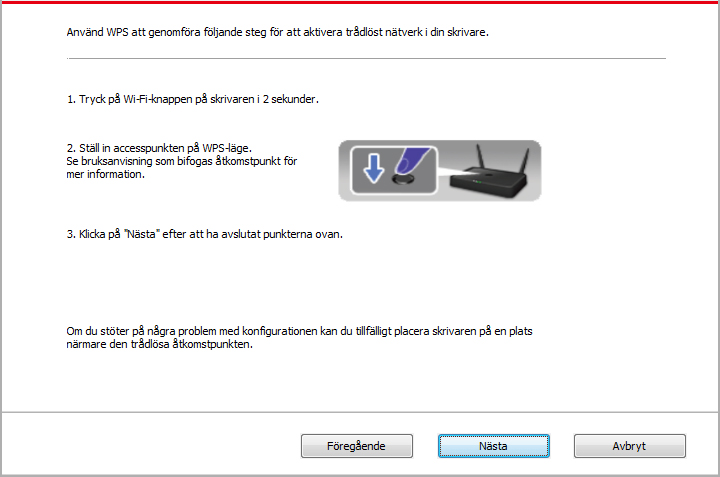 Använd WPS att genomföra följande steg för att aktivera trådlöst nätverk i din skrivare.
1. Tryck på Wi-Fi-knappen på skrivaren i 2 sekunder.
2. Ställ in accesspunkten på WPS-läge.
Se bruksanvisning som bifogas åtkomstpunkt för
mer information.
3. Klicka på "Nästa" efter att ha avslutat punkterna ovan.
Om du stöter på några problem med konfigurationen kan du tillfälligt placera skrivaren på en plats
närmare den trådlösa åtkomstpunkten.
Föregående
Nästa
Avbryt